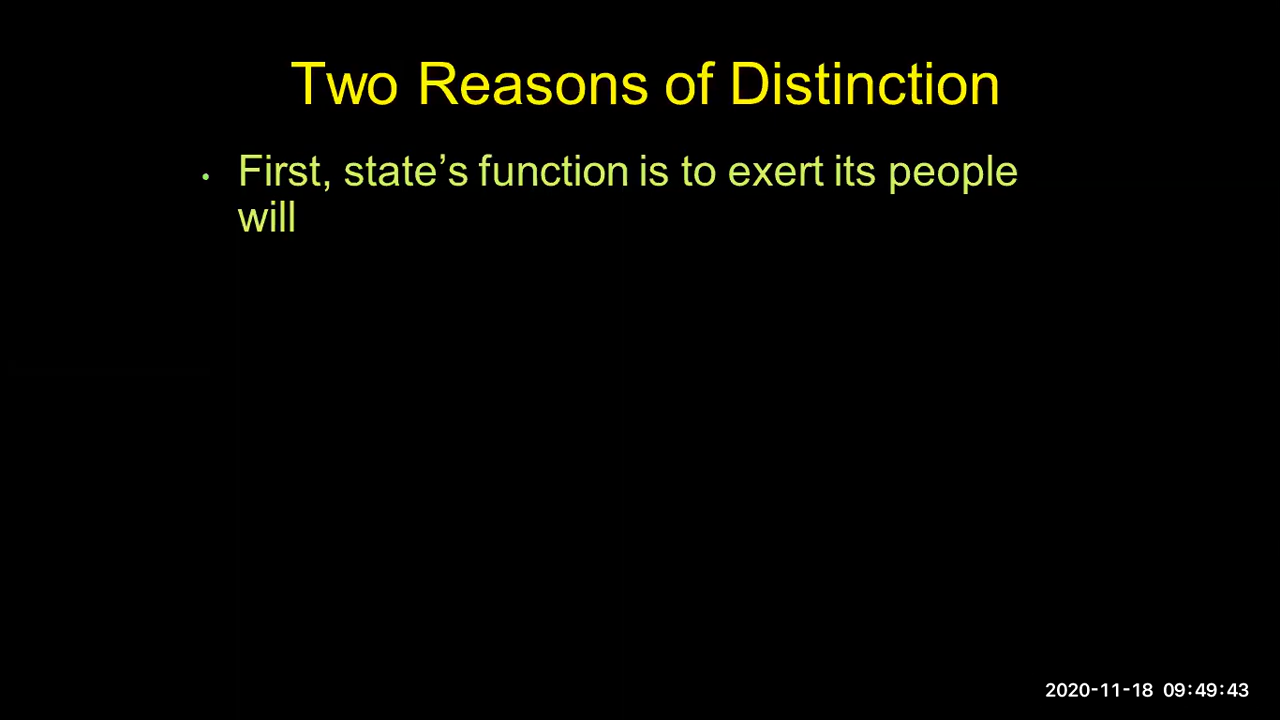 Two Reasons of Distinction
• First, state’s function is to exert its people
will
2020-11-18 09:49:43